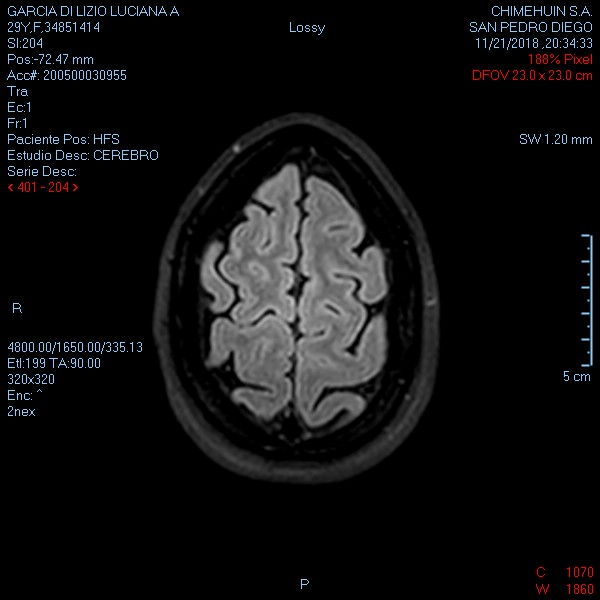 GARCIA DI LIZIO LUCIANA A
29Y,F,34851414
Sl:204
Pos:-72.47 mm
Acc#: 200500030955
Tra
Ec:1
Fr:1
Paciente Pos: HFS
Estudio Desc: CEREBRO
Serie Desc:
< 401 - 204 >
Lossy
CHIMEHUIN S.A.
SAN PEDRO DIEGO
11/21/2018 ,20:34:33
188% Pixel
DFOV 23.0 x 23.0 cm
SW 1.20 mm
R
4800.00/1650.00/335.13
Etl:199 TA:90.00
320x320
Enc: ^
2nex
5 cm
P
C 1070
W 1860